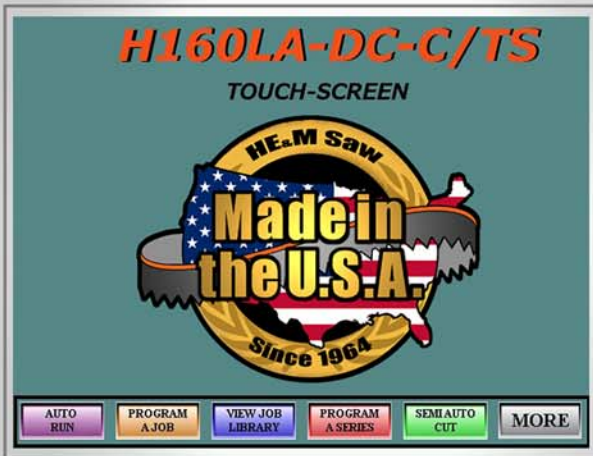 H160LA-DC-C/TS
TOUCH-SCREEN
HE&M Saw
Made in
the U.S.A.
Since 1964
AUTO
RUN
PROGRAM
A JOB
VIEW JOB
LIBRARY
PROGRAM
A SERIES
SEMI AUTO
CUT
MORE